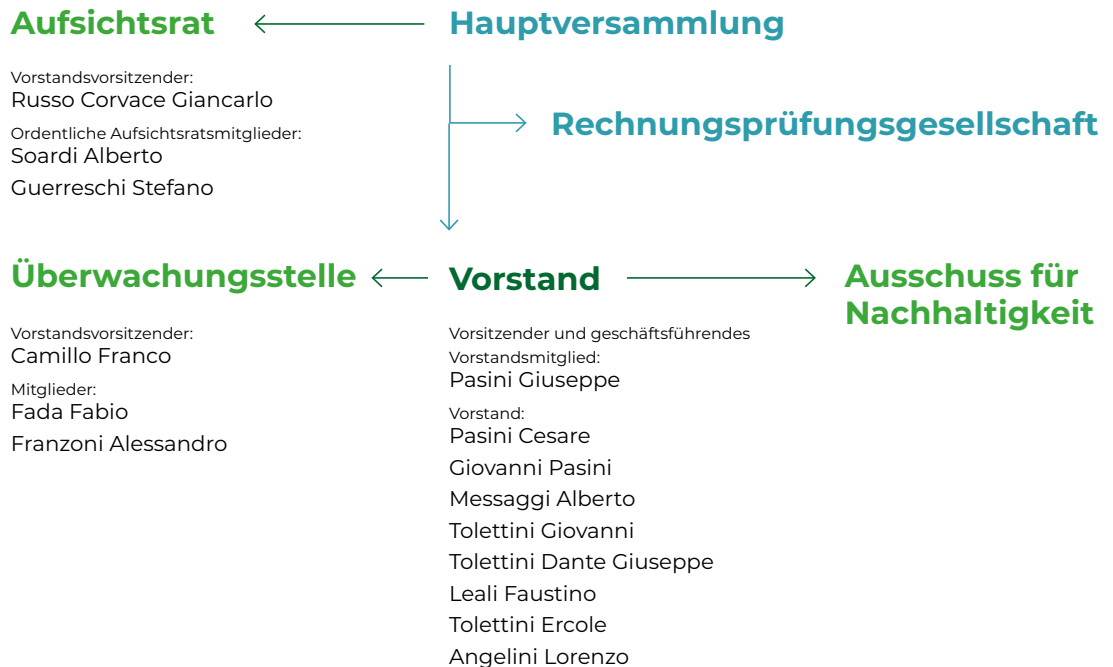 Aufsichtsrat
Hauptversammlung
Vorstandsvorsitzender:
Russo Corvace Giancarlo
Ordentliche Aufsichtsratsmitglieder:
Soardi Alberto
Guerreschi Stefano
Rechnungsprüfungsgesellschaft
Überwachungsstelle
Vorstandsvorsitzender:
Camillo Franco
Mitglieder:
Fada Fabio
Franzoni Alessandro
Vorstand
Vorsitzender und geschäftsführendes
Vorstandsmitglied:
Pasini Giuseppe
Vorstand:
Pasini Cesare
Giovanni Pasini
Messaggi Alberto
Tolettini Giovanni
Tolettini Dante Giuseppe
Leali Faustino
Tolettini Ercole
Angelini Lorenzo
Ausschuss für
Nachhaltigkeit